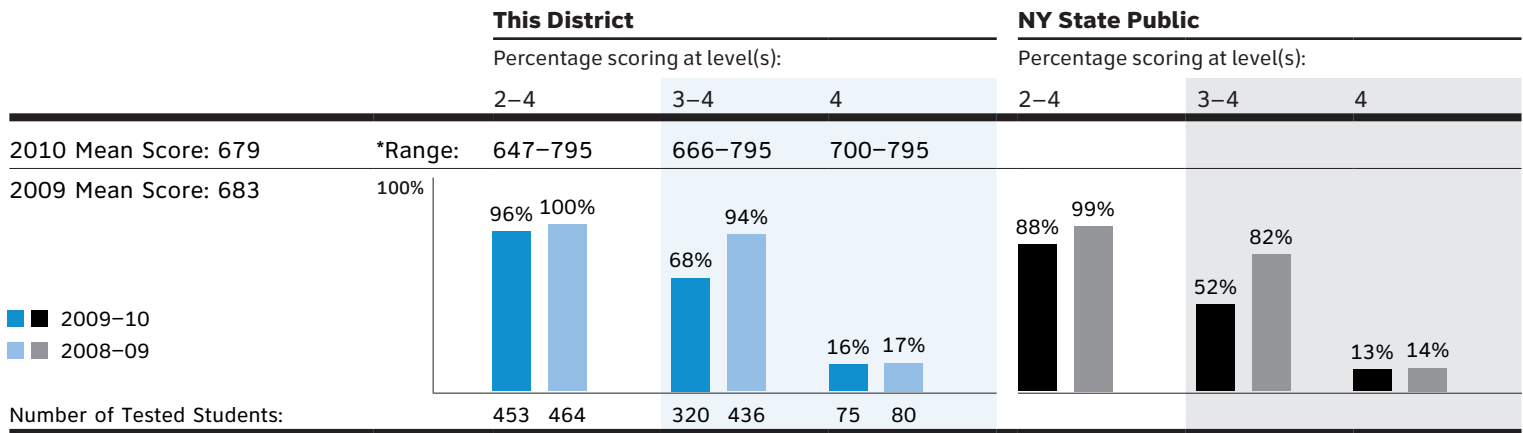 This District NY State Public
Percentage scoring at level(s): Percentage scoring at level(s):
2–4 3–4 4 2–4 3–4 4
2010 Mean Score: 679 *Range: 647–795 666–795 700–795
2009 Mean Score: 683 100%
96% 100% 94% 88% 99% 82%
68% 52%
16% 17% 13% 14%
2009–10
2008–09
Number of Tested Students: 453 464 320 436 75 80